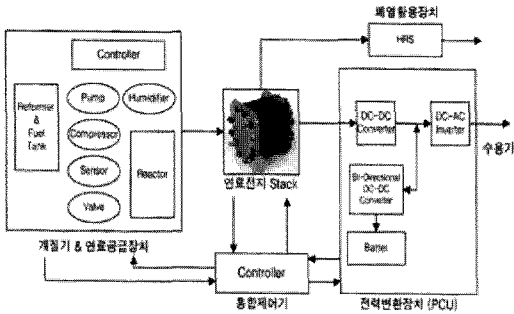 폐열활용장치
HRS
Controller
Reformer
&
Fuel
Tank
Pump
Humidifier
Compressor
Sensor
Valve
Reactor
개질기 & 연료공급장치
연료전지 Stack
Controller
통합제어기
DC-DC
Converter
DC-AC
Inverter
수용가
Bi-Directional
DC-DC
Converter
Batter
전력변환장치 (PCU)